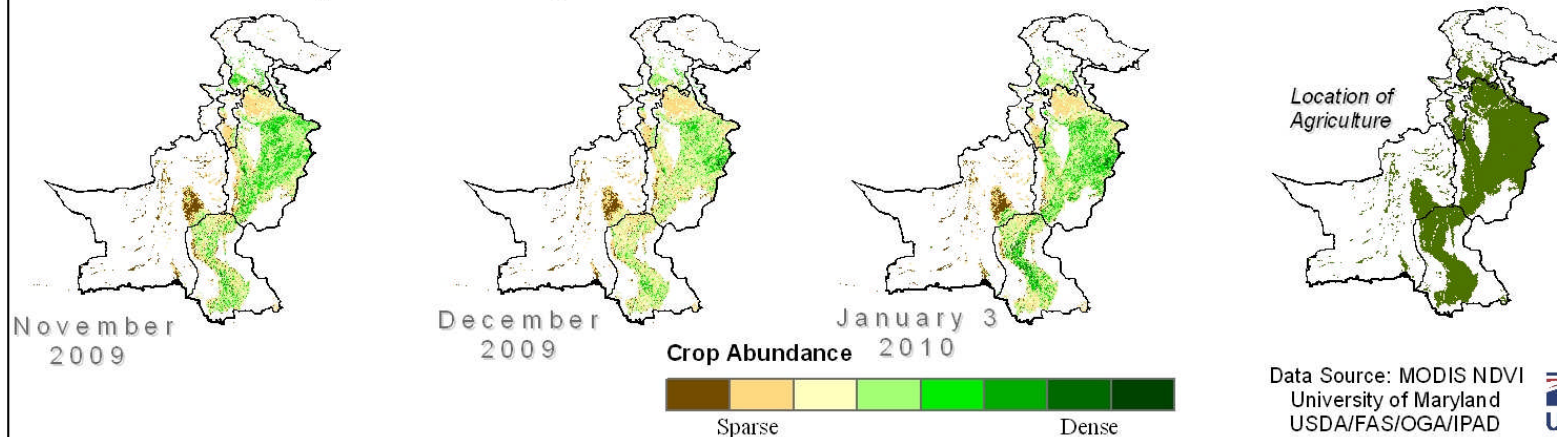 Location of
Agriculture
November
2009
December
2009
January 3
2010
Crop Abundance
Sparse
Dense
Data Source: MODIS NDVI
University of Maryland
USDA/FAS/OGA/IPAD